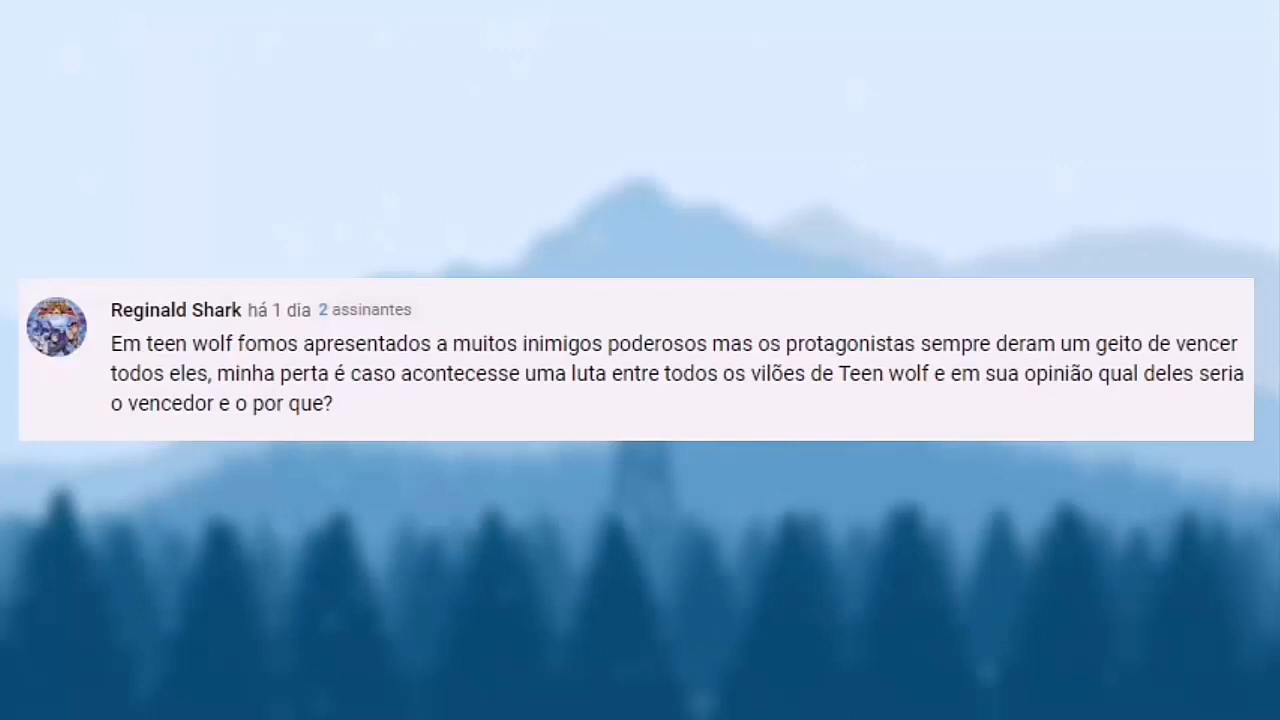 Reginald Shark há 1 dia 2 assinantes
Em teen wolf fomos apresentados a muitos inimigos poderosos mas os protagonistas sempre deram um geito de vencer
todos eles, minha perta é caso acontecesse uma luta entre todos os vilões de Teen wolf e em sua opinião qual deles seria
o vencedor e o por que?